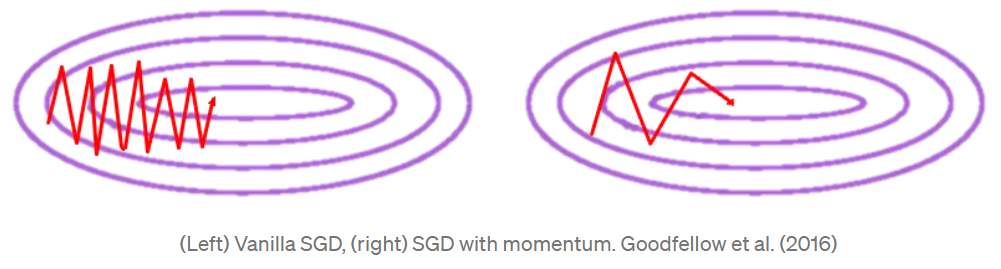 (Left) Vanilla SGD, (right) SGD with momentum. Goodfellow et al. (2016)